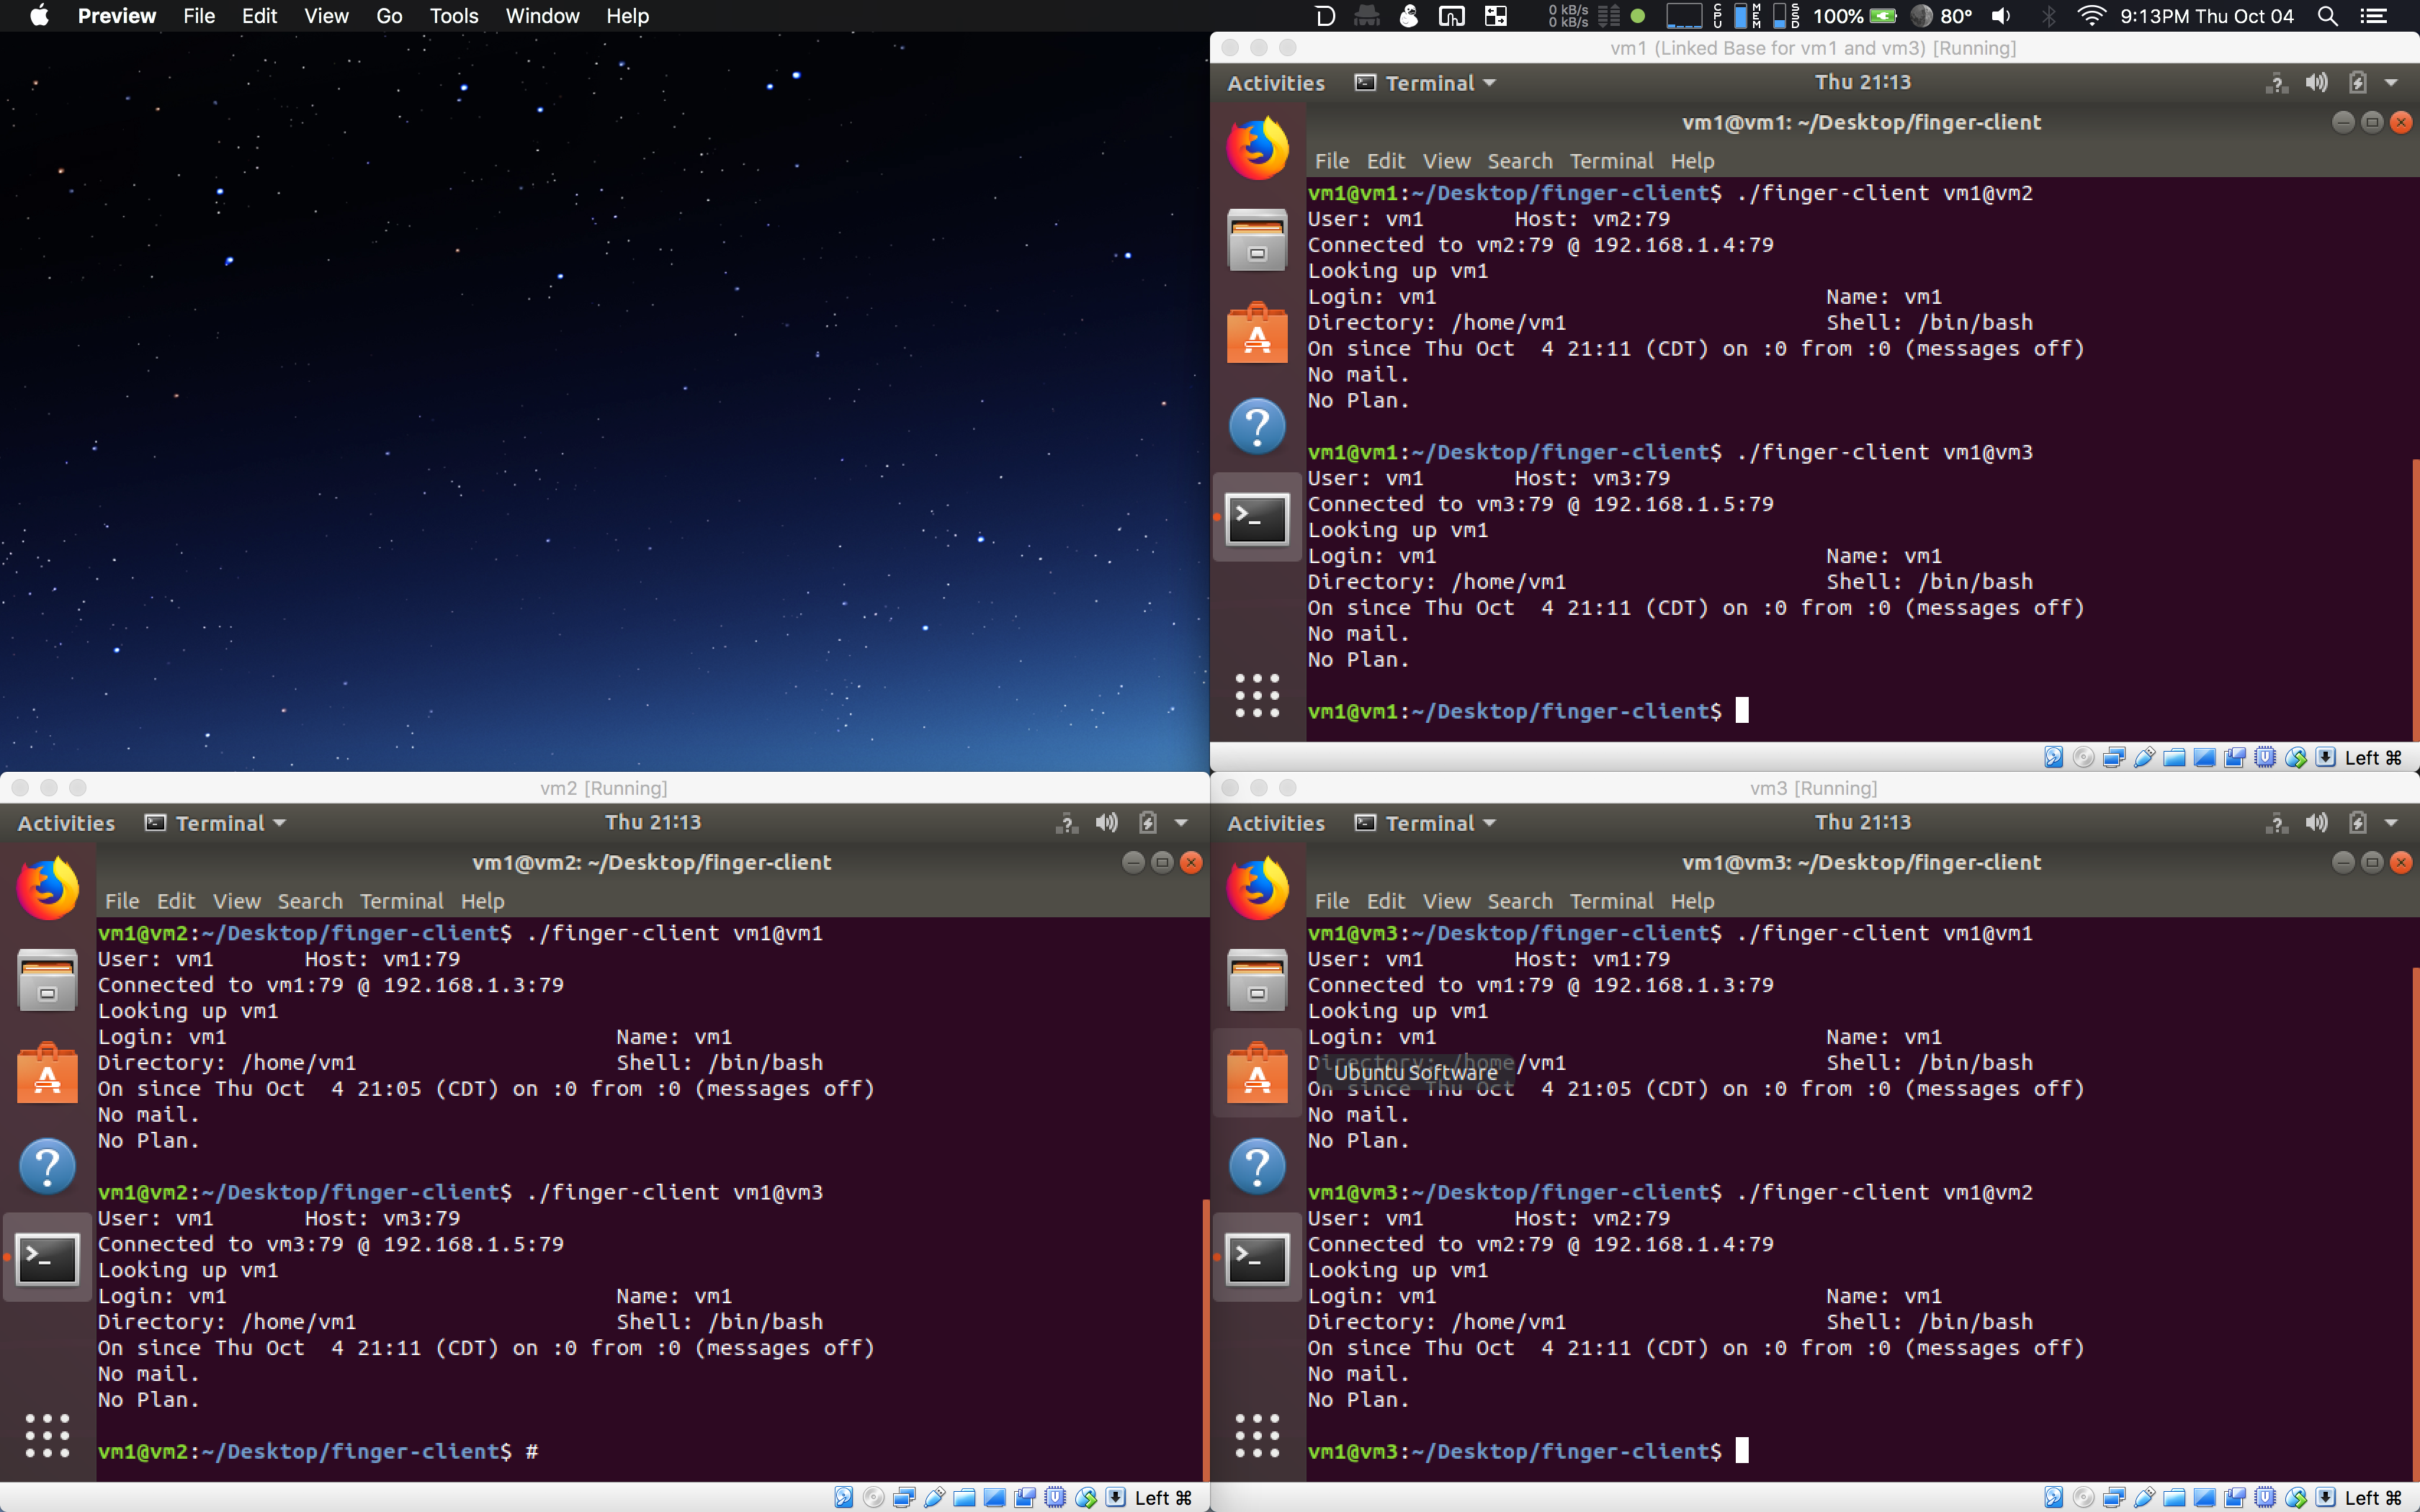 Preview File Edit View Go Tools Window Help
0 kB/s
0 kB/s
CPU MEM SSD 100% 80° 9:13PM Thu Oct 04
vm1 (Linked Base for vm1 and vm3) [Running]
Activities Terminal Thu 21:13
vm1@vm1: ~/Desktop/finger-client
File Edit View Search Terminal Help
vm1@vm1:~/Desktop/finger-client$ ./finger-client vm1@vm2
User: vm1 Host: vm2:79
Connected to vm2:79 @ 192.168.1.4:79
Looking up vm1
Login: vm1 Name: vm1
Directory: /home/vm1 Shell: /bin/bash
On since Thu Oct  4 21:11 (CDT) on :0 from :0 (messages off)
No mail.
No Plan.
vm1@vm1:~/Desktop/finger-client$ ./finger-client vm1@vm3
User: vm1 Host: vm3:79
Connected to vm3:79 @ 192.168.1.5:79
Looking up vm1
Login: vm1 Name: vm1
Directory: /home/vm1 Shell: /bin/bash
On since Thu Oct  4 21:11 (CDT) on :0 from :0 (messages off)
No mail.
No Plan.
vm1@vm1:~/Desktop/finger-client$
Left ⌘
vm2 [Running]
Activities Terminal Thu 21:13
vm1@vm2: ~/Desktop/finger-client
File Edit View Search Terminal Help
vm1@vm2:~/Desktop/finger-client$ ./finger-client vm1@vm1
User: vm1 Host: vm1:79
Connected to vm1:79 @ 192.168.1.3:79
Looking up vm1
Login: vm1 Name: vm1
Directory: /home/vm1 Shell: /bin/bash
On since Thu Oct  4 21:05 (CDT) on :0 from :0 (messages off)
No mail.
No Plan.
vm1@vm2:~/Desktop/finger-client$ ./finger-client vm1@vm3
User: vm1 Host: vm3:79
Connected to vm3:79 @ 192.168.1.5:79
Looking up vm1
Login: vm1 Name: vm1
Directory: /home/vm1 Shell: /bin/bash
On since Thu Oct  4 21:11 (CDT) on :0 from :0 (messages off)
No mail.
No Plan.
vm1@vm2:~/Desktop/finger-client$ #
Left ⌘
vm3 [Running]
Activities Terminal Thu 21:13
vm1@vm3: ~/Desktop/finger-client
File Edit View Search Terminal Help
vm1@vm3:~/Desktop/finger-client$ ./finger-client vm1@vm1
User: vm1 Host: vm1:79
Connected to vm1:79 @ 192.168.1.3:79
Looking up vm1
Login: vm1 Name: vm1
Directory: /home/vm1 Shell: /bin/bash
Ubuntu Software
On since Thu Oct  4 21:05 (CDT) on :0 from :0 (messages off)
No mail.
No Plan.
vm1@vm3:~/Desktop/finger-client$ ./finger-client vm1@vm2
User: vm1 Host: vm2:79
Connected to vm2:79 @ 192.168.1.4:79
Looking up vm1
Login: vm1 Name: vm1
Directory: /home/vm1 Shell: /bin/bash
On since Thu Oct  4 21:11 (CDT) on :0 from :0 (messages off)
No mail.
No Plan.
vm1@vm3:~/Desktop/finger-client$
Left ⌘